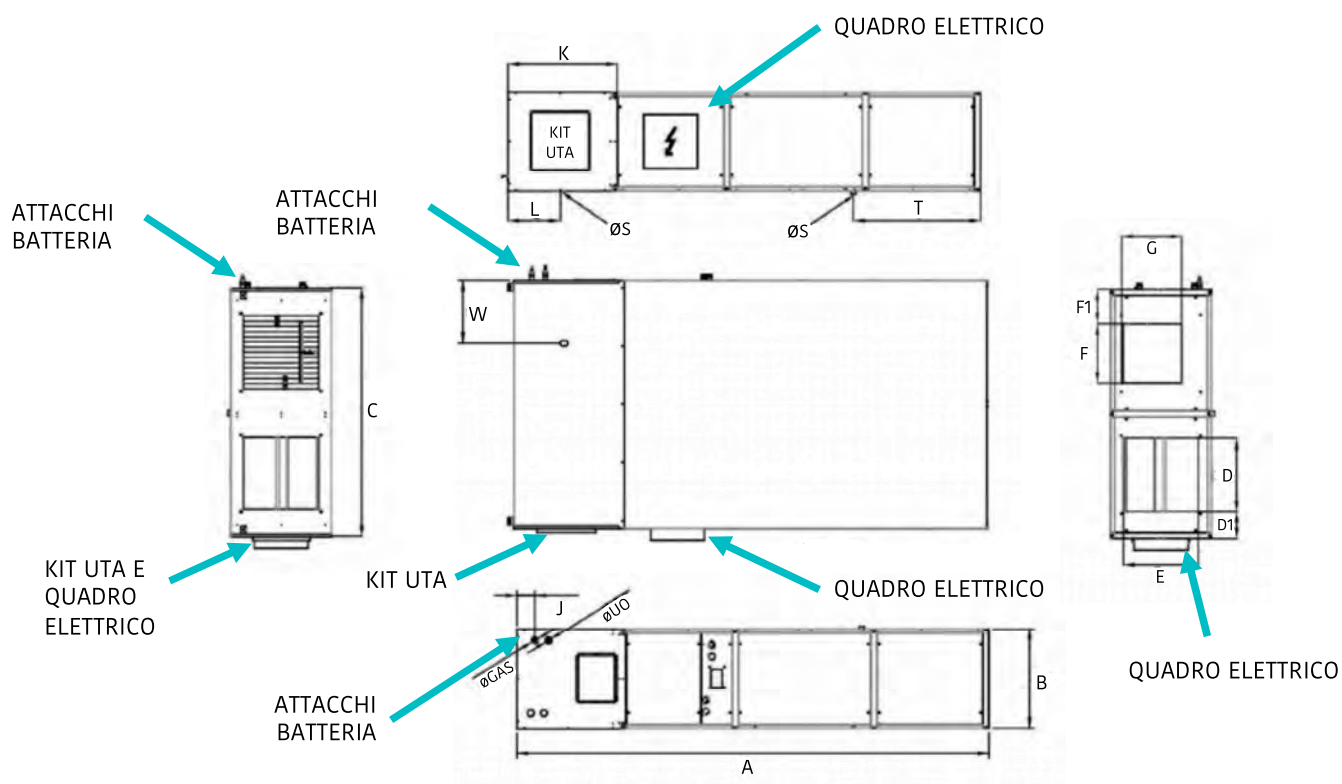 QUADRO ELETTRICO
K
KIT
UTA
L
ØS
ØS
T
ATTACCHI
BATTERIA
ATTACCHI
BATTERIA
W
C
G
F1
F
D
D1
E
KIT UTA E
QUADRO
ELETTRICO
KIT UTA
QUADRO ELETTRICO
QUADRO ELETTRICO
J
ØUO
ØGAS
ATTACCHI
BATTERIA
B
A